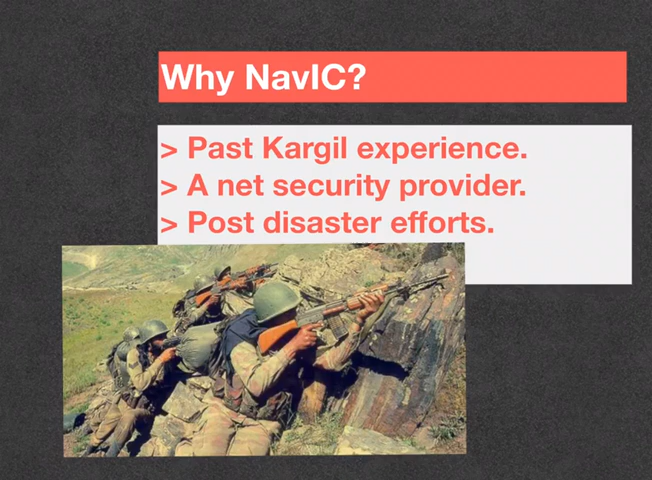 Why NavIC?
> Past Kargil experience.
> A net security provider.
> Post disaster efforts.